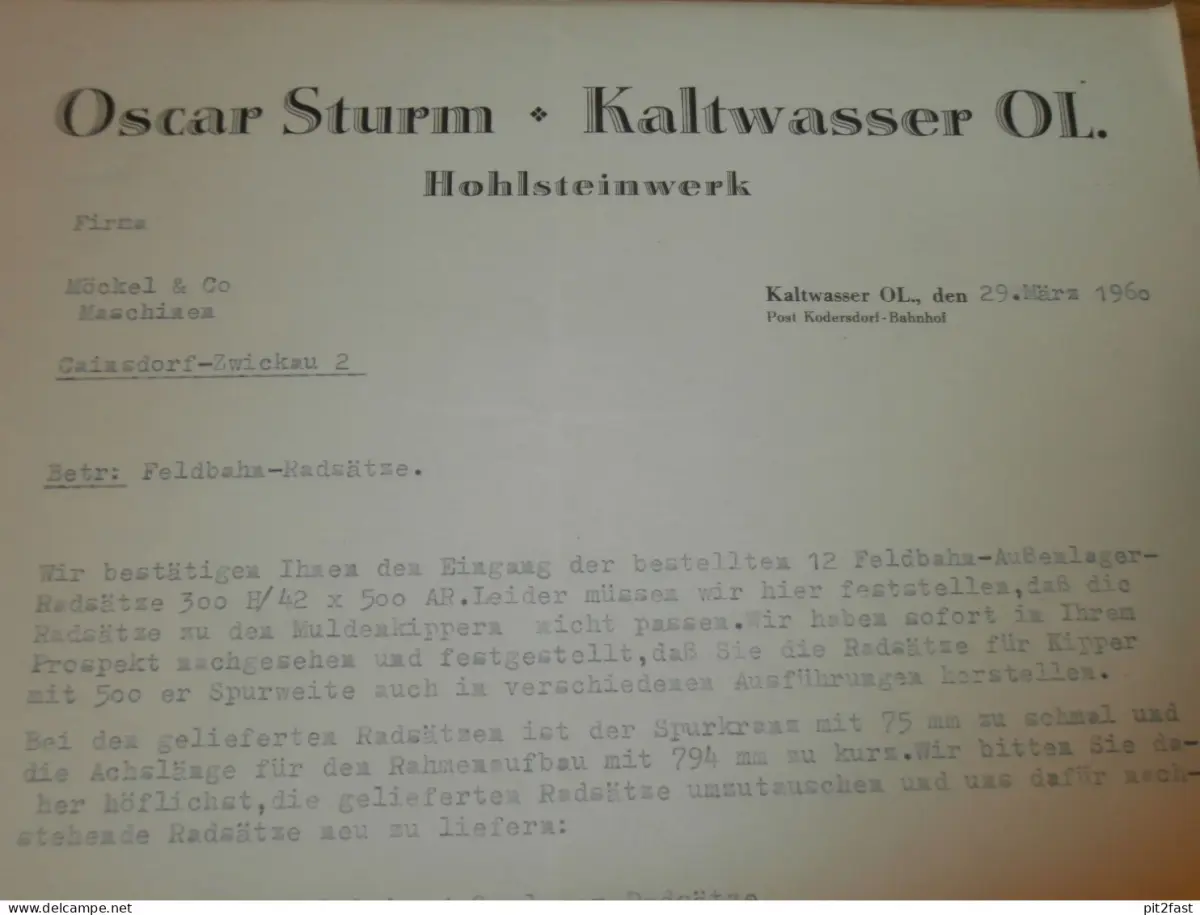 Oscar Sturm ❖ Kaltwasser OL.
Hohlsteinwerk
Firma
Möckel & Co
Maschinen
Kaltwasser OL., den 29.März 1960
Post Kodersdorf-Bahnhof
Cainsdorf-Zwickau 2
Betr: Feldbahn-Radsätze.
Wir bestätigen Ihnen den Eingang der bestellten 12 Feldbahn-Außenlager-
Radsätze 300 H/42 x 500 AR.Leider müssen wir hier feststellen,daß die
Radsätze zu den Muldenkippern nicht passen.Wir haben sofort in Ihrem
Prospekt nachgesehen und festgestellt,daß Sie die Radsätze für Kipper
mit 500 er Spurweite auch in verschiedenen Ausführungen herstellen.
Bei den gelieferten Radsätzen ist der Spurkranz mit 75 mm zu schmal und
die Achslänge für den Rahmenaufbau mit 794 mm zu kurz.Wir bitten Sie da-
her höflichst,die gelieferten Radsätze umzutauschen und uns dafür nach-
stehende Radsätze neu zu liefern:
Radsätze
www.delcampe.net
pit2fast